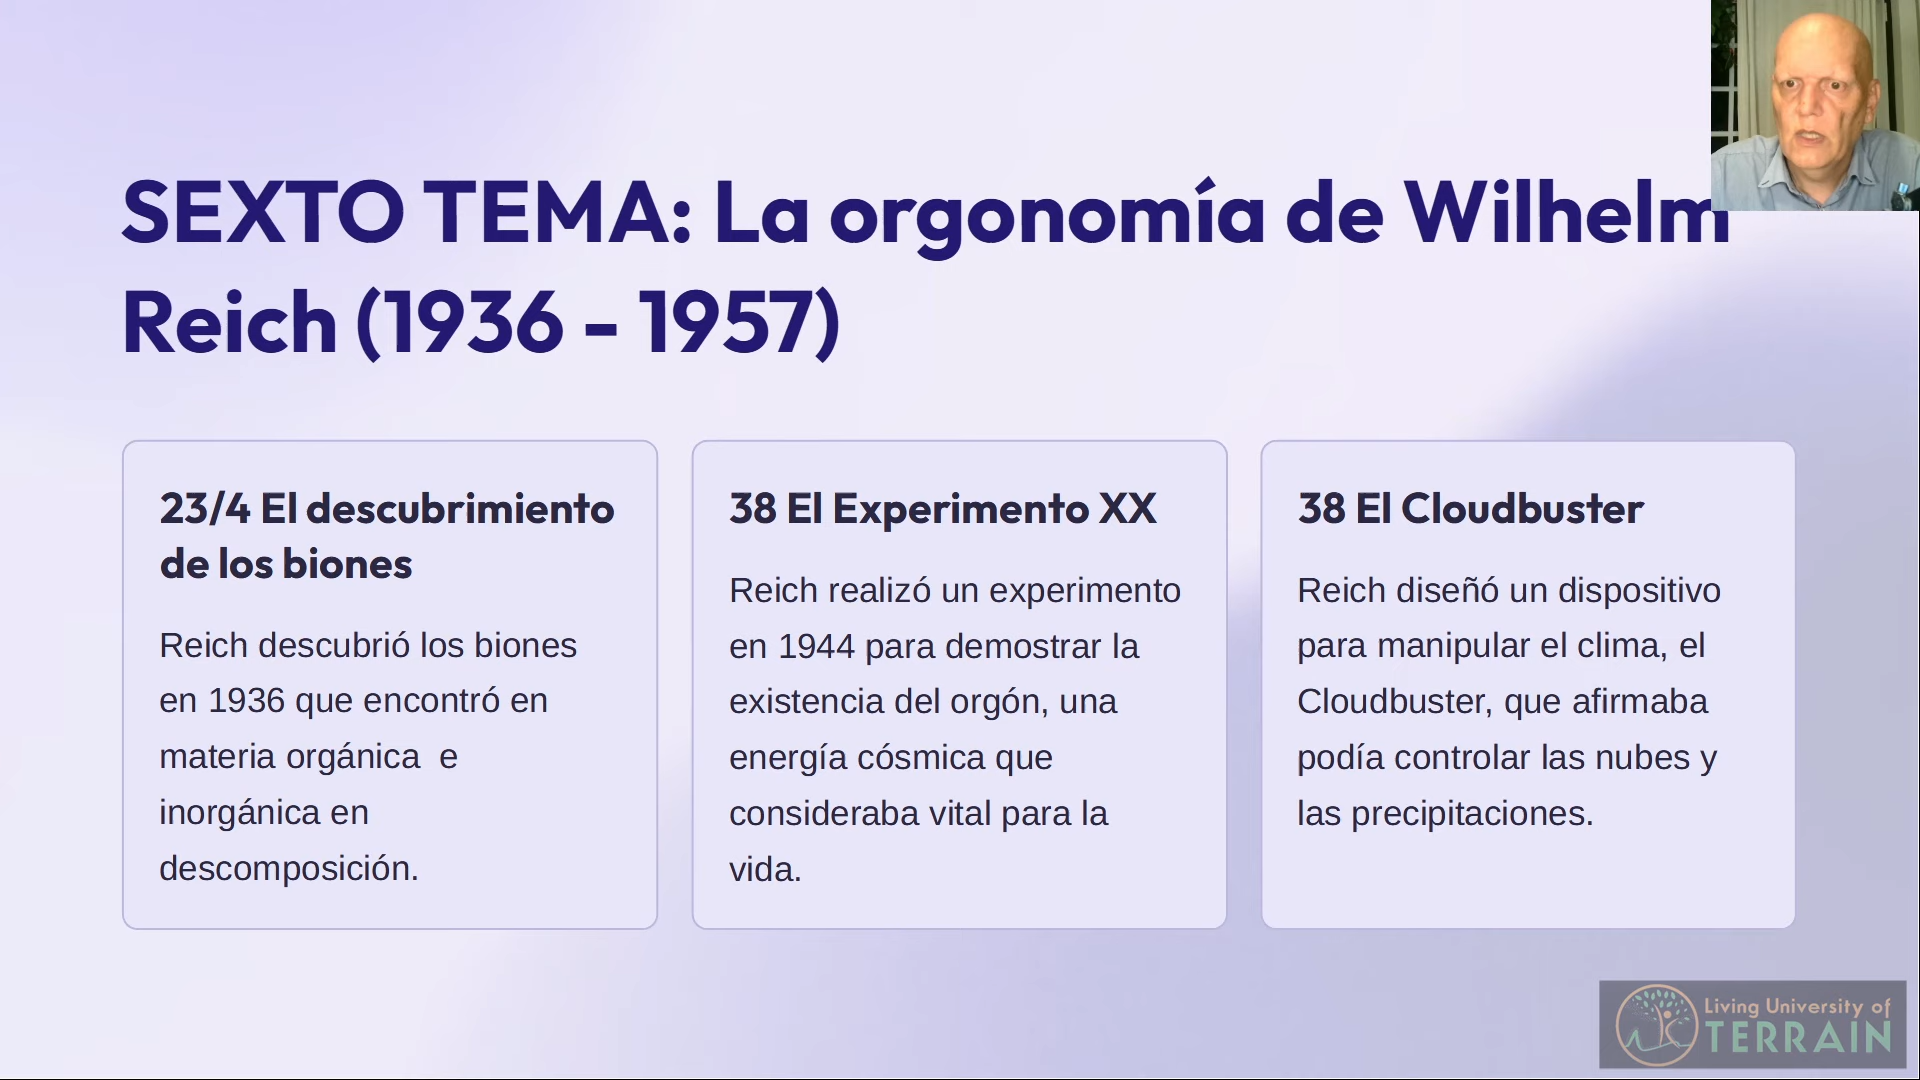 SEXTO TEMA: La orgonomía de Wilhelm
Reich (1936 - 1957)
23/4 El descubrimiento
de los biones
Reich descubrió los biones
en 1936 que encontró en
materia orgánica  e
inorgánica en
descomposición.
38 El Experimento XX
Reich realizó un experimento
en 1944 para demostrar la
existencia del orgón, una
energía cósmica que
consideraba vital para la
vida.
38 El Cloudbuster
Reich diseñó un dispositivo
para manipular el clima, el
Cloudbuster, que afirmaba
podía controlar las nubes y
las precipitaciones.
Living University of
TERRAIN